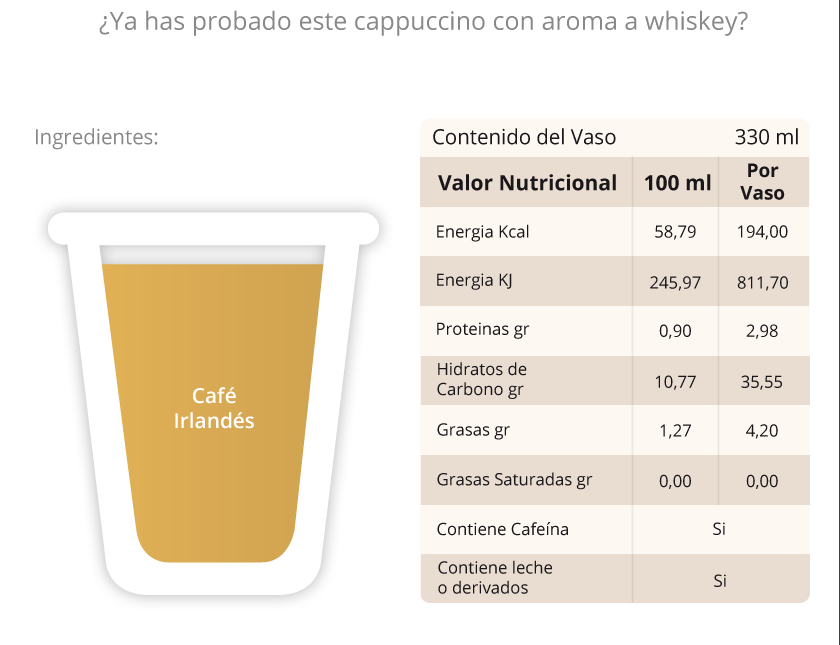 ¿Ya has probado este cappuccino con aroma a whiskey?
Ingredientes:
Café
Irlandés
Contenido del Vaso 330 ml
Valor Nutricional 100 ml Por Vaso
Energia Kcal 58,79 194,00
Energia KJ 245,97 811,70
Proteinas gr 0,90 2,98
Hidratos de
Carbono gr 10,77 35,55
Grasas gr 1,27 4,20
Grasas Saturadas gr 0,00 0,00
Contiene Cafeína Si
Contiene leche
o derivados Si